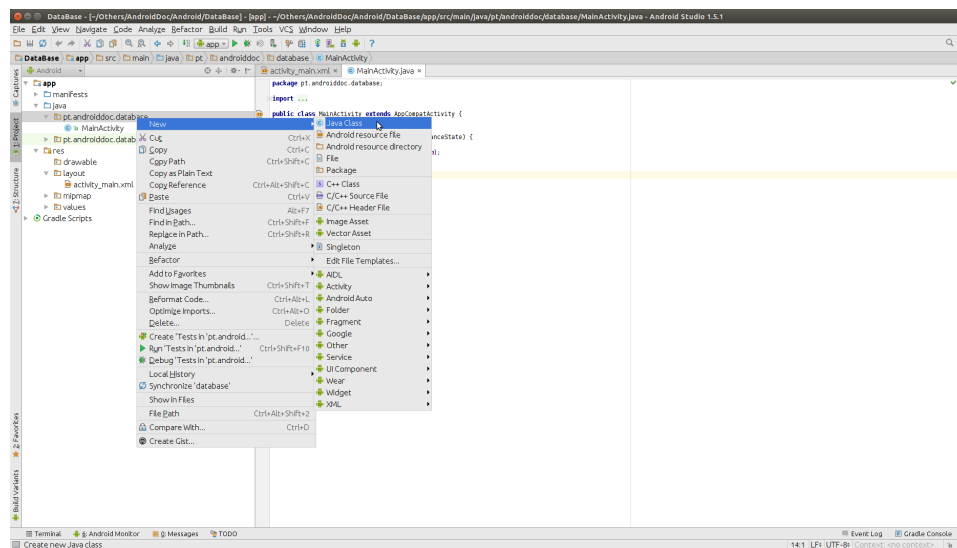 DataBase - [~/Others/AndroidDoc/Android/DataBase] - [app] - ~/Others/AndroidDoc/Android/DataBase/app/src/main/java/pt/androiddoc/database/MainActivity.java - Android Studio 1.5.1
File Edit View Navigate Code Analyze Refactor Build Run Tools VCS Window Help
app
DataBase app src main java pt androiddoc database MainActivity
Android
activity_main.xml × MainActivity.java ×
Captures
1: Project
7: Structure
2: Favorites
Build Variants
app
manifests
java
pt.androiddoc.database
MainActivity
pt.androiddoc.datab
res
drawable
layout
activity_main.xml
mipmap
values
Gradle Scripts
package pt.androiddoc.database;
import ...
public class MainActivity extends AppCompatActivity {
nceState) {
);
New
Cut Ctrl+X
Copy Ctrl+C
Copy Path Ctrl+Shift+C
Copy as Plain Text
Copy Reference Ctrl+Alt+Shift+C
Paste Ctrl+V
Find Usages Alt+F7
Find in Path... Ctrl+Shift+F
Replace in Path... Ctrl+Shift+R
Analyze
Refactor
Add to Favorites
Show Image Thumbnails Ctrl+Shift+T
Reformat Code... Ctrl+Alt+L
Optimize Imports... Ctrl+Alt+O
Delete... Delete
Create 'Tests in 'pt.android...'...
Run 'Tests in 'pt.android...' Ctrl+Shift+F10
Debug 'Tests in 'pt.android...'
Local History
Synchronize 'database'
Show in Files
File Path Ctrl+Alt+Shift+2
Compare With... Ctrl+D
Create Gist...
Java Class
Android resource file
Android resource directory
File
Package
C++ Class
C/C++ Source File
C/C++ Header File
Image Asset
Vector Asset
Singleton
Edit File Templates...
AIDL
Activity
Android Auto
Folder
Fragment
Google
Other
Service
UI Component
Wear
Widget
XML
Terminal 6: Android Monitor 0: Messages TODO Event Log Gradle Console
Create new Java class 14:1 LF÷ UTF-8÷ Context: <no context>